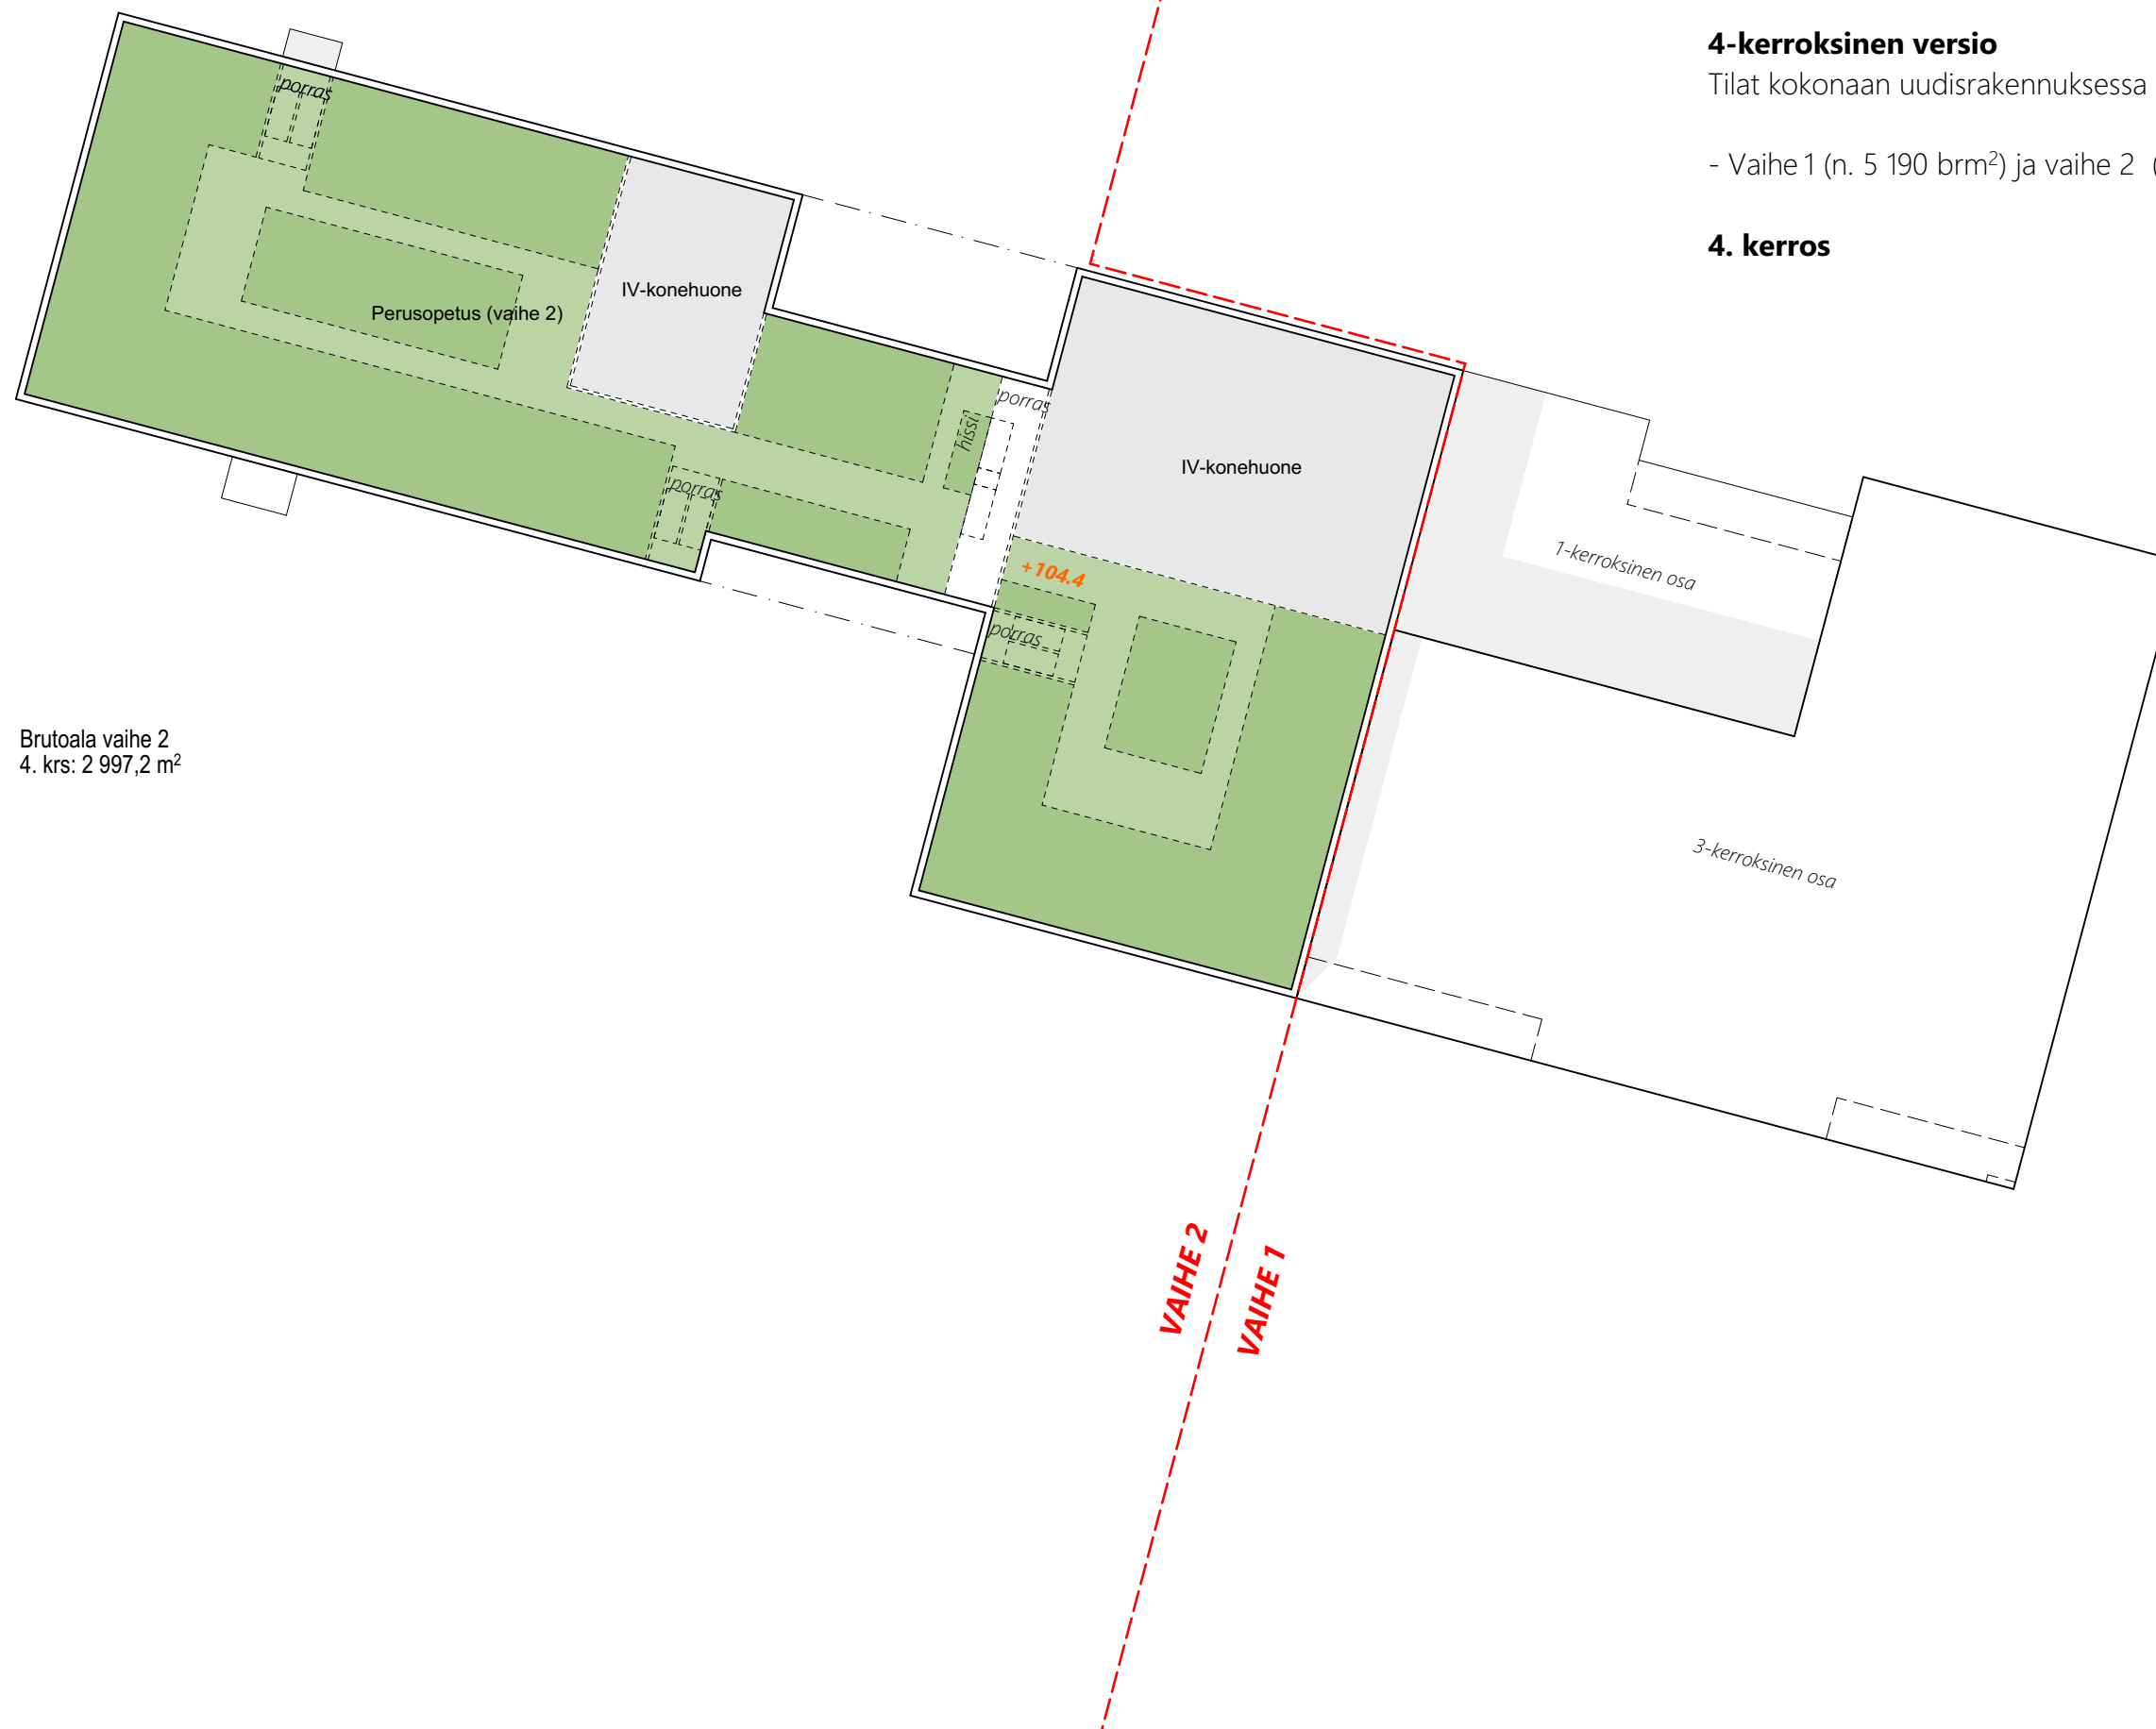 4-kerroksinen versio
Tilat kokonaan uudisrakennuksessa
- Vaihe 1 (n. 5 190 brm²) ja vaihe 2 (
4. kerros
porras
IV-konehuone
Perusopetus (vaihe 2)
porras
hissi
porras
IV-konehuone
1-kerroksinen osa
+104.4
porras
Brutoala vaihe 2
4. krs: 2 997,2 m²
3-kerroksinen osa
VAIHE 2
VAIHE 1